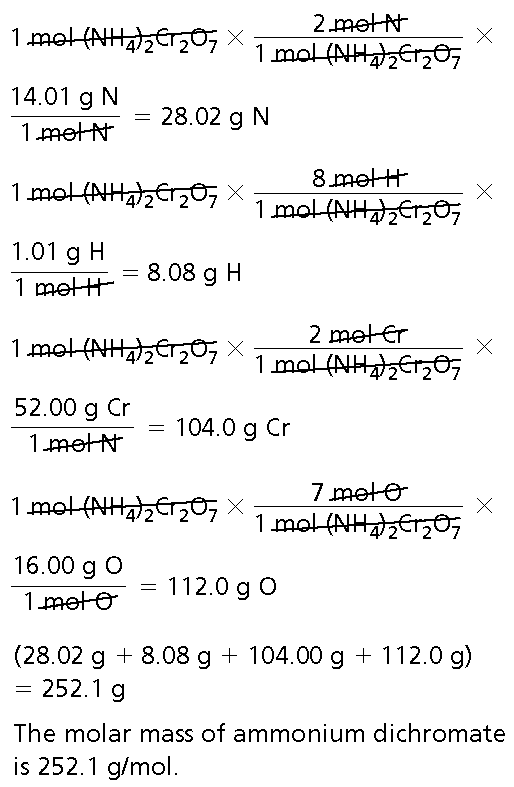 1 mol (NH₄)₂Cr₂O₇ × 2 mol N / 1 mol (NH₄)₂Cr₂O₇ ×
14.01 g N / 1 mol N = 28.02 g N
1 mol (NH₄)₂Cr₂O₇ × 8 mol H / 1 mol (NH₄)₂Cr₂O₇ ×
1.01 g H / 1 mol H = 8.08 g H
1 mol (NH₄)₂Cr₂O₇ × 2 mol Cr / 1 mol (NH₄)₂Cr₂O₇ ×
52.00 g Cr / 1 mol N = 104.0 g Cr
1 mol (NH₄)₂Cr₂O₇ × 7 mol O / 1 mol (NH₄)₂Cr₂O₇ ×
16.00 g O / 1 mol O = 112.0 g O
(28.02 g + 8.08 g + 104.00 g + 112.0 g)
= 252.1 g
The molar mass of ammonium dichromate
is 252.1 g/mol.